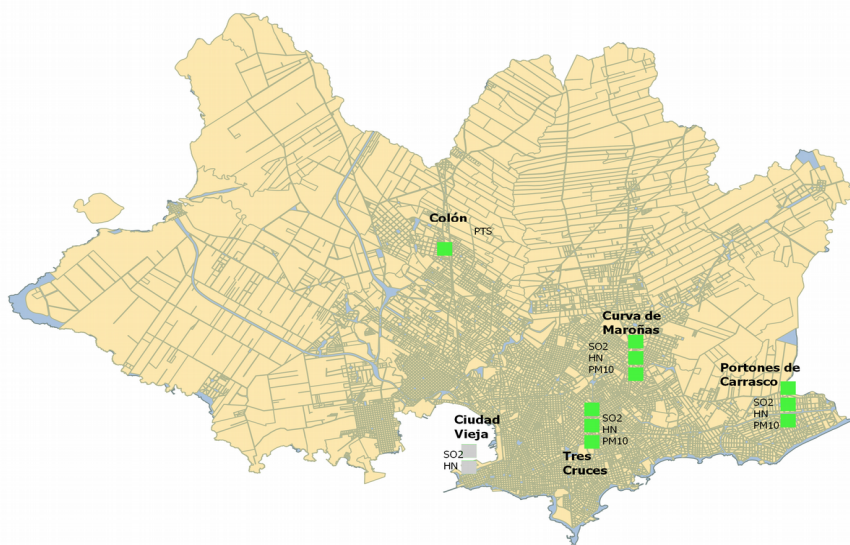 Colón
PTS
Curva de
Maroñas
SO2
HN
PM10
Portones de
Carrasco
SO2
HN
PM10
Ciudad
Vieja
SO2
HN
SO2
HN
PM10
Tres
Cruces